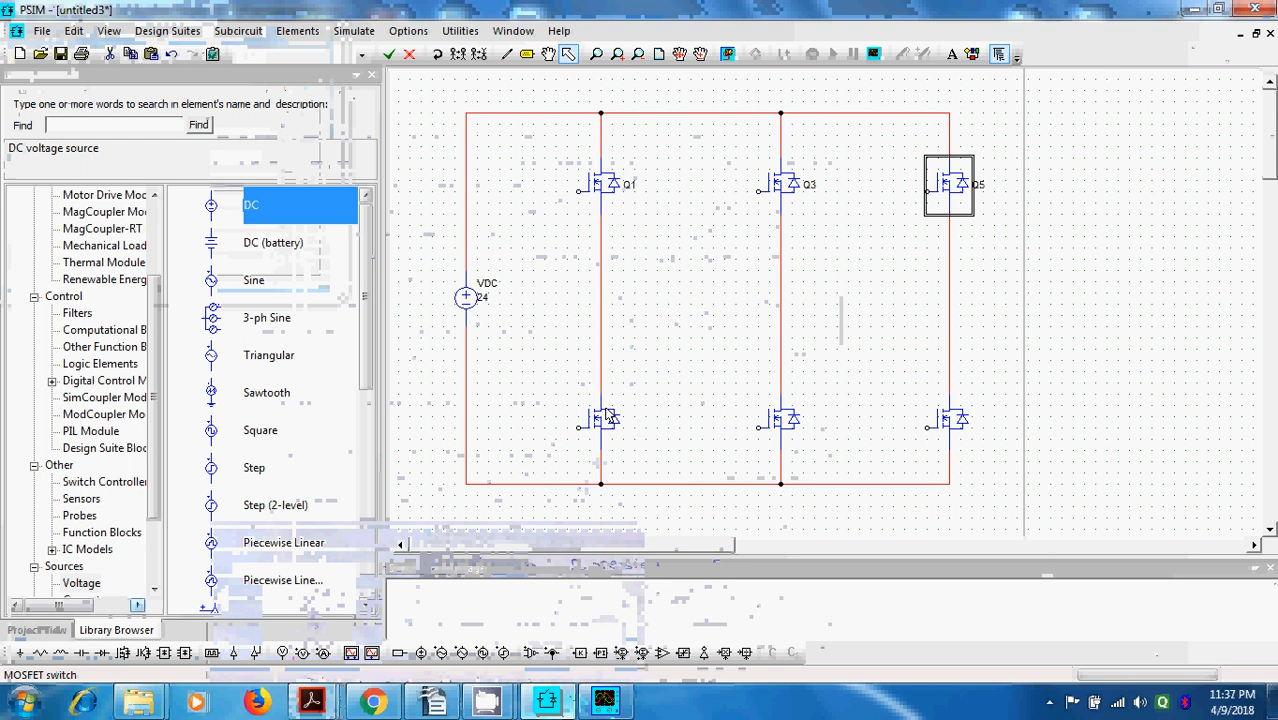 PSIM - [untitled3*]
File Edit View Design Suites Subcircuit Elements Simulate Options Utilities Window Help
Type one or more words to search in element's name and description:
Find
Find
DC voltage source
Motor Drive Mod
MagCoupler Mo
MagCoupler-RT
Mechanical Load
Thermal Module
Renewable Energ
Control
Filters
Computational B
Other Function B
Logic Elements
Digital Control M
SimCoupler Mod
ModCoupler Mod
PIL Module
Design Suite Bloc
Other
Switch Controller
Sensors
Probes
Function Blocks
IC Models
Sources
Voltage
DC
DC (battery)
Sine
3-ph Sine
Triangular
Sawtooth
Square
Step
Step (2-level)
Piecewise Linear
Piecewise Line...
Q1
Q3
Q5
VDC
24
Project View
Library Browser
MOSFET switch
11:37 PM
4/9/2018